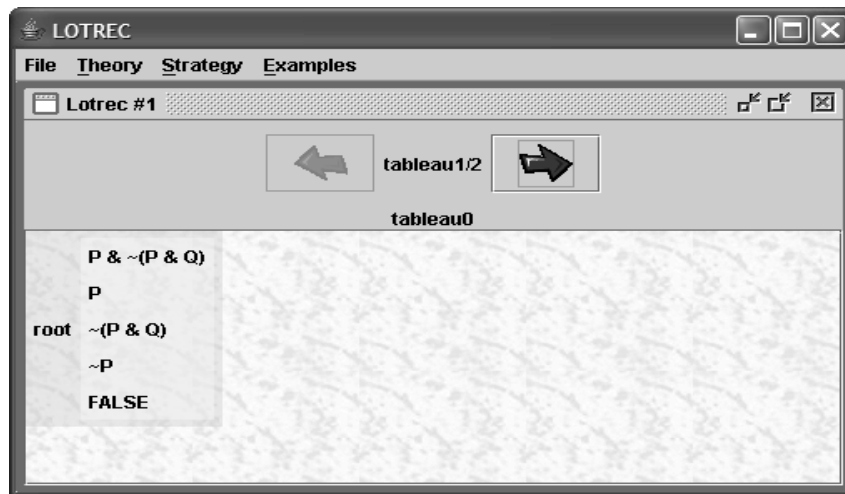 LOTREC
File Theory Strategy Examples
Lotrec #1
tableau1/2
tableau0
P & ~(P & Q)
P
root ~(P & Q)
~P
FALSE